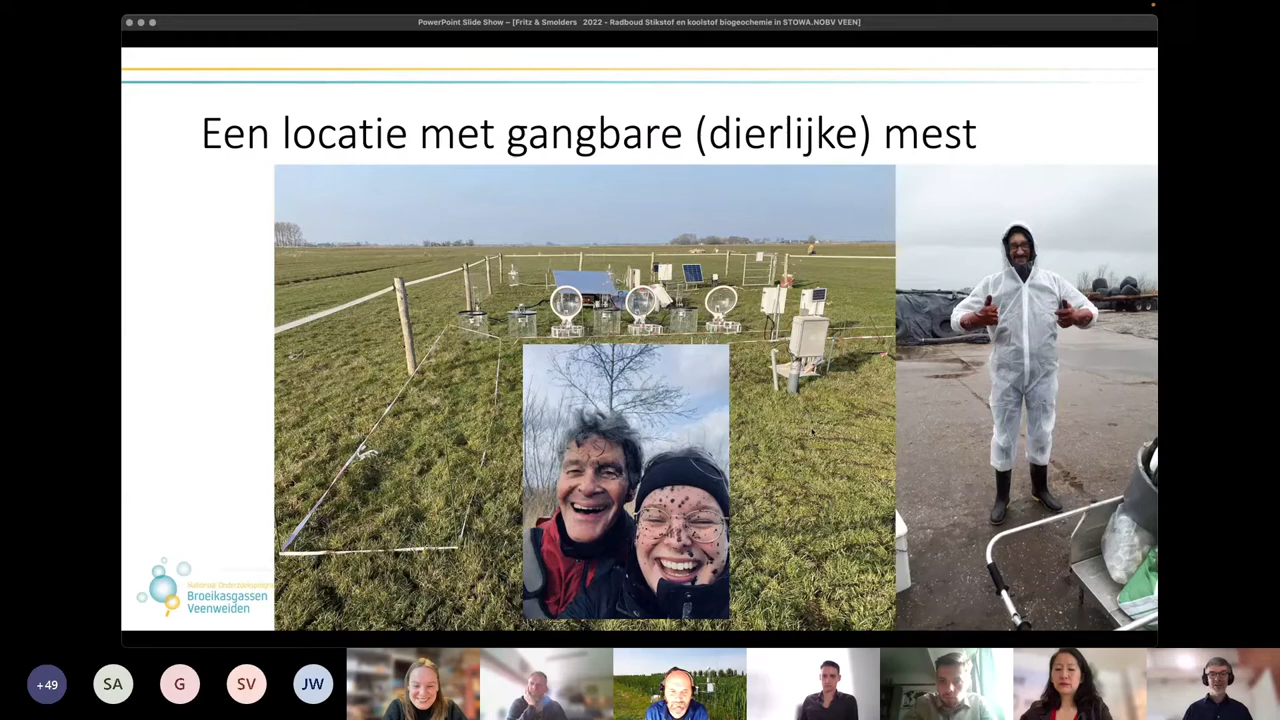 PowerPoint Slide Show – [Fritz & Smolders 2022 - Radboud Stikstof en koolstof biogeochemie in STOWA.NOBV VEEN]
Een locatie met gangbare (dierlijke) mest
Nationaal
Broeikasgassen
Veenweiden
+49
SA
G
SV
JW